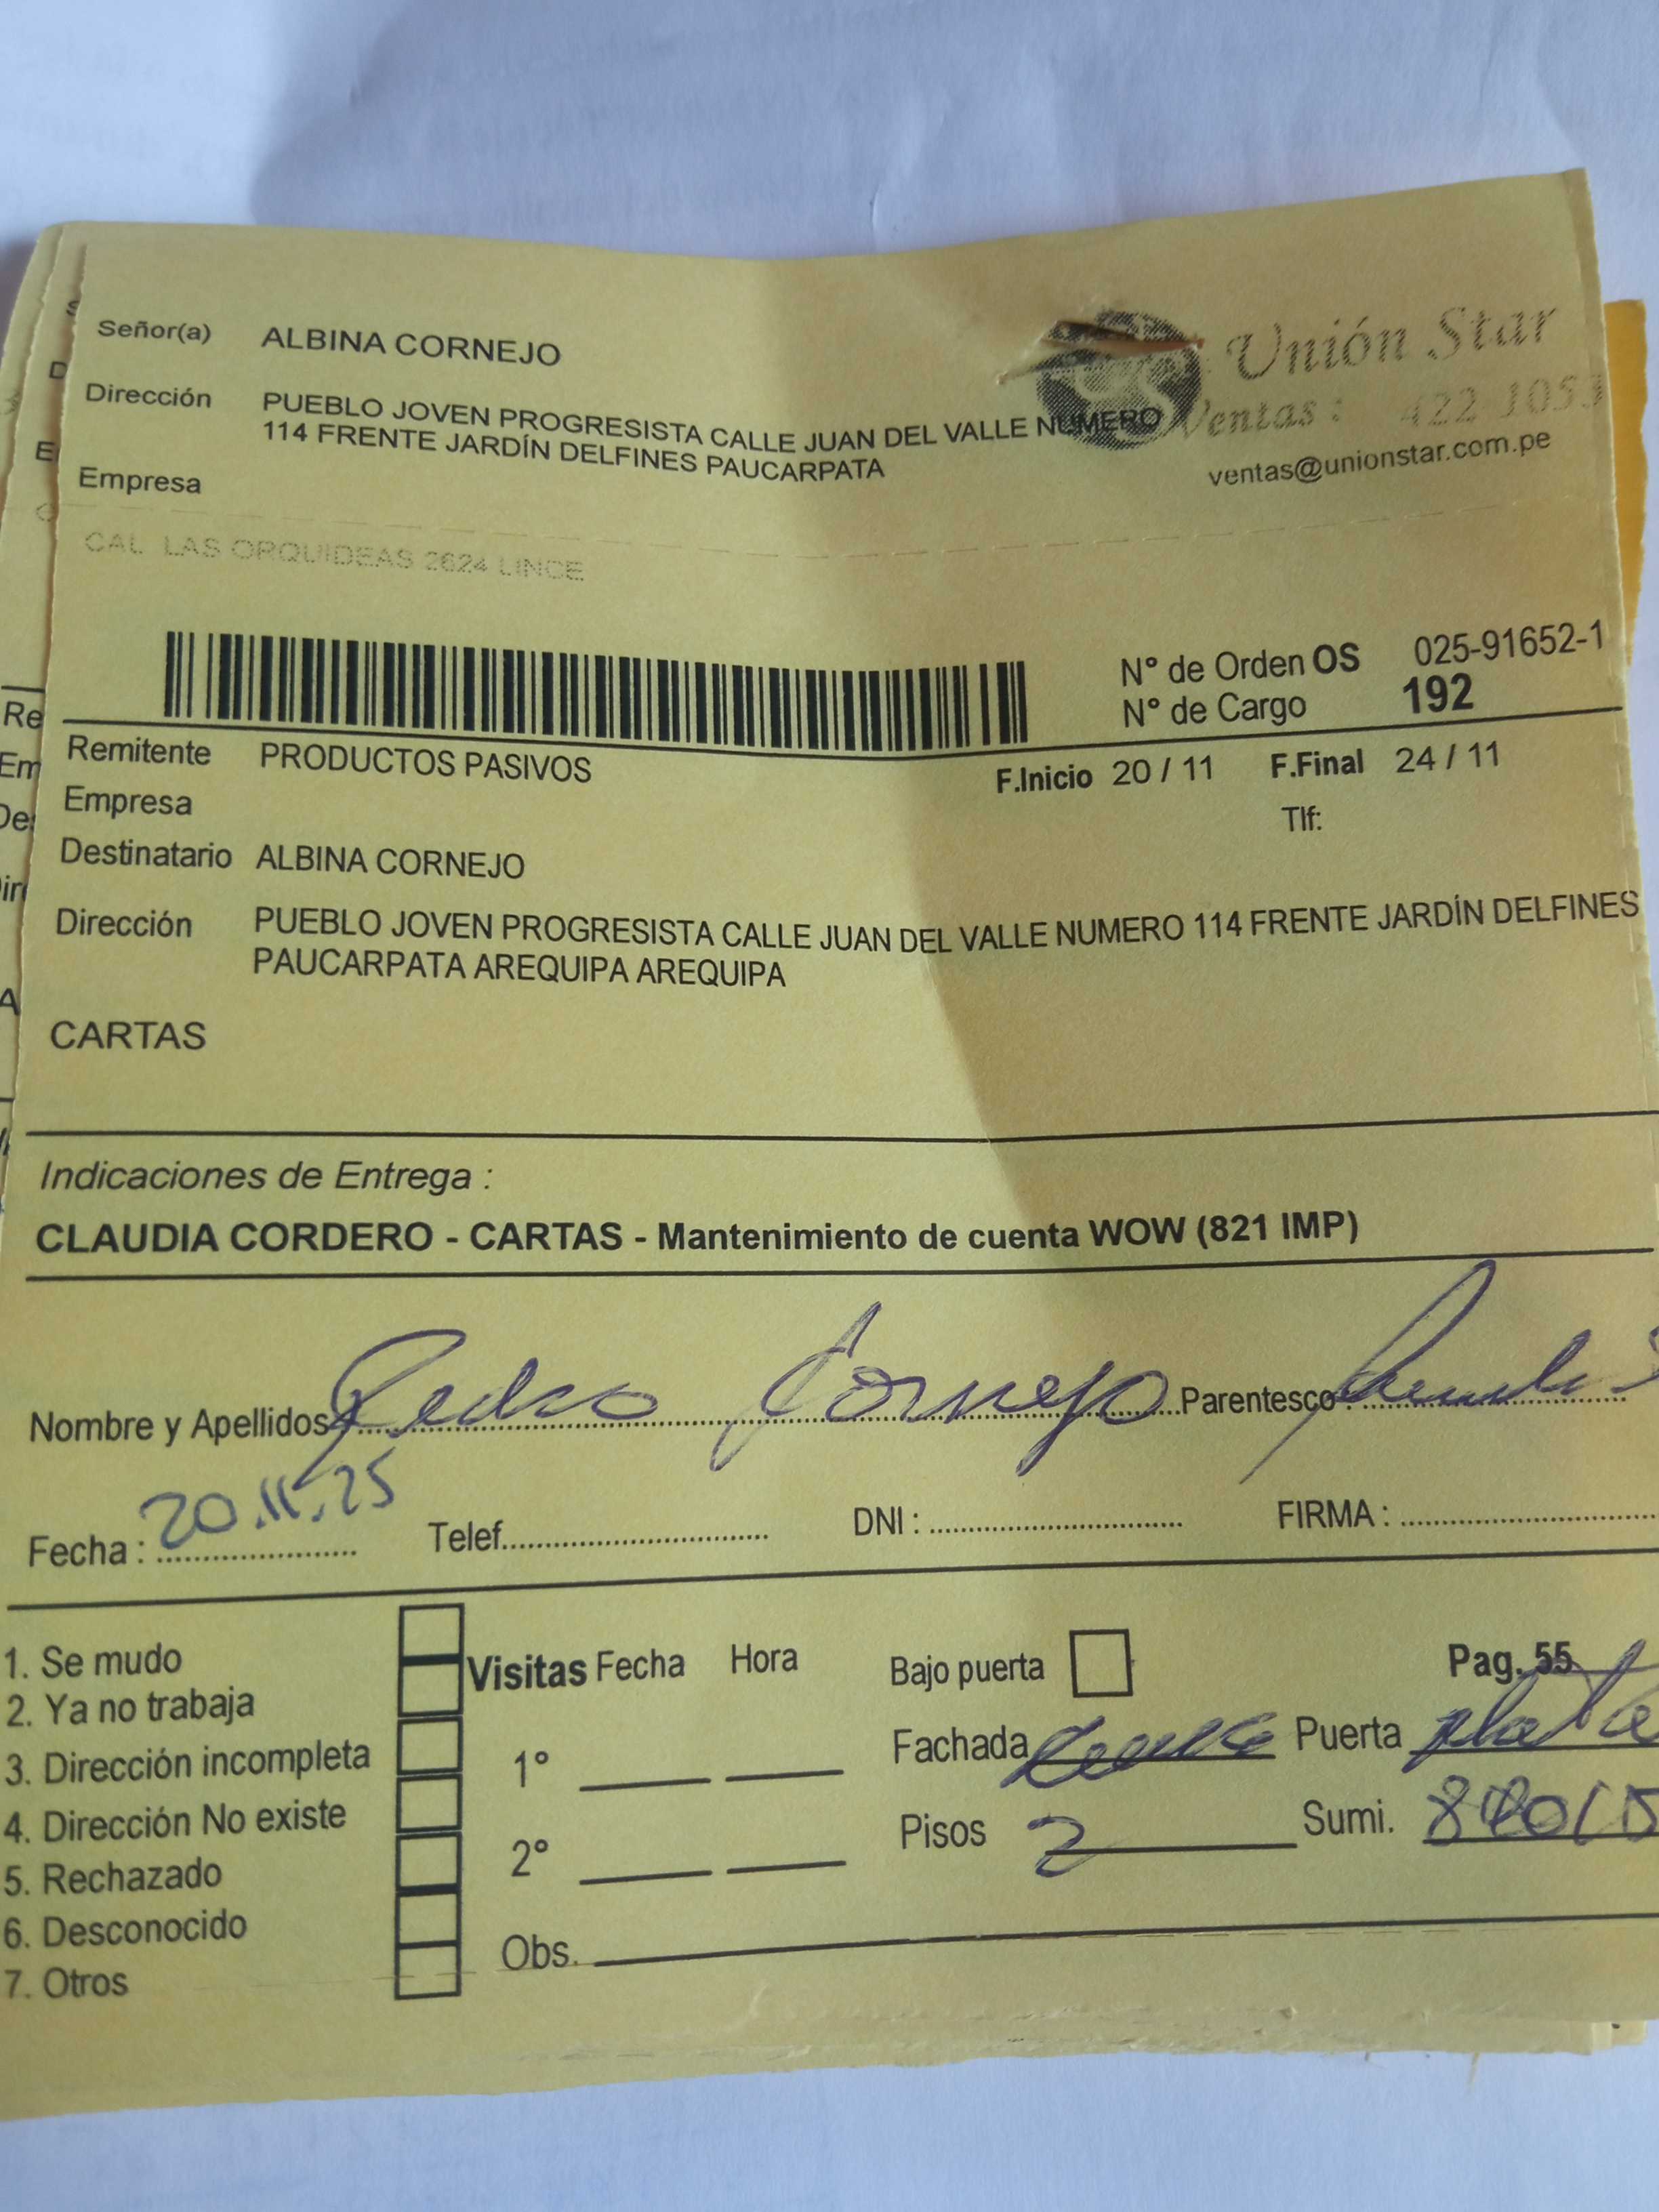 Señor(a) ALBINA CORNEJO
Dirección PUEBLO JOVEN PROGRESISTA CALLE JUAN DEL VALLE NUMERO
114 FRENTE JARDÍN DELFINES PAUCARPATA
Empresa
Unión Star
Ventas : 422 1053
ventas@unionstar.com.pe
CAL LAS ORQUIDEAS 2624 LINCE
N° de Orden OS 025-91652-1
N° de Cargo 192
Remitente PRODUCTOS PASIVOS
F.Inicio 20 / 11 F.Final 24 / 11
Empresa
Tlf:
Destinatario ALBINA CORNEJO
Dirección PUEBLO JOVEN PROGRESISTA CALLE JUAN DEL VALLE NUMERO 114 FRENTE JARDÍN DELFINES
PAUCARPATA AREQUIPA AREQUIPA
CARTAS
Indicaciones de Entrega :
CLAUDIA CORDERO - CARTAS - Mantenimiento de cuenta WOW (821 IMP)
Nombre y Apellidos Pedro Cornejo Parentesco
Fecha : 20.11.25 Telef. DNI : FIRMA :
1. Se mudo
2. Ya no trabaja
3. Dirección incompleta
4. Dirección No existe
5. Rechazado
6. Desconocido
7. Otros
Visitas Fecha Hora
1°
2°
Obs.
Bajo puerta Pag. 55
Fachada Puerta plata
Pisos 2 Sumi.